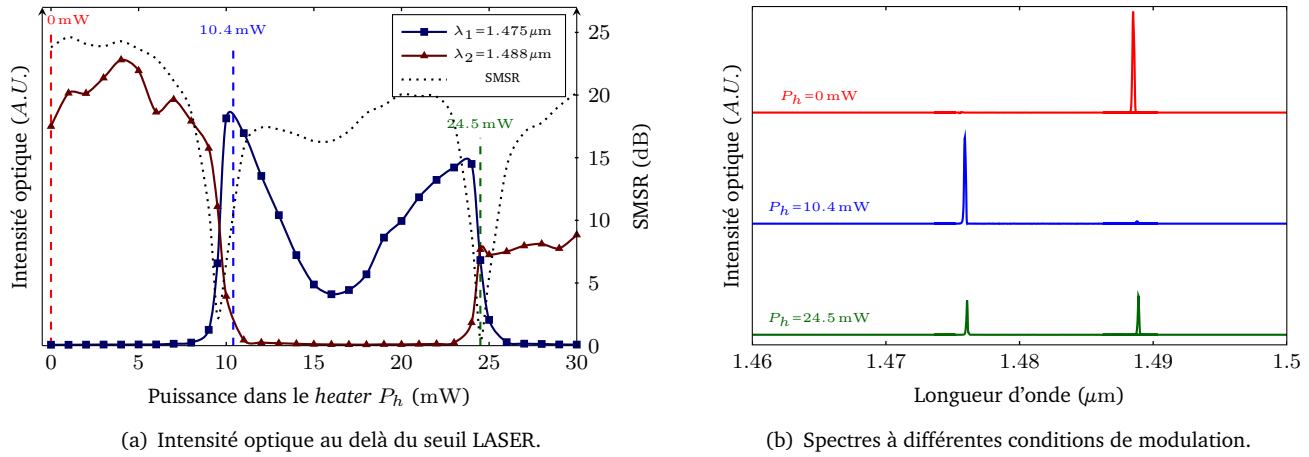 0 mW
10.4 mW
24.5 mW
λ₁=1.475 μm
λ₂=1.488 μm
SMSR
Intensité optique (A.U.)
25
20
15
10
5
0
SMSR (dB)
0 5 10 15 20 25 30
Puissance dans le heater Pₕ (mW)
(a) Intensité optique au delà du seuil LASER.
Pₕ=0 mW
Pₕ=10.4 mW
Pₕ=24.5 mW
Intensité optique (A.U.)
1.46 1.47 1.48 1.49 1.5
Longueur d'onde (μm)
(b) Spectres à différentes conditions de modulation.